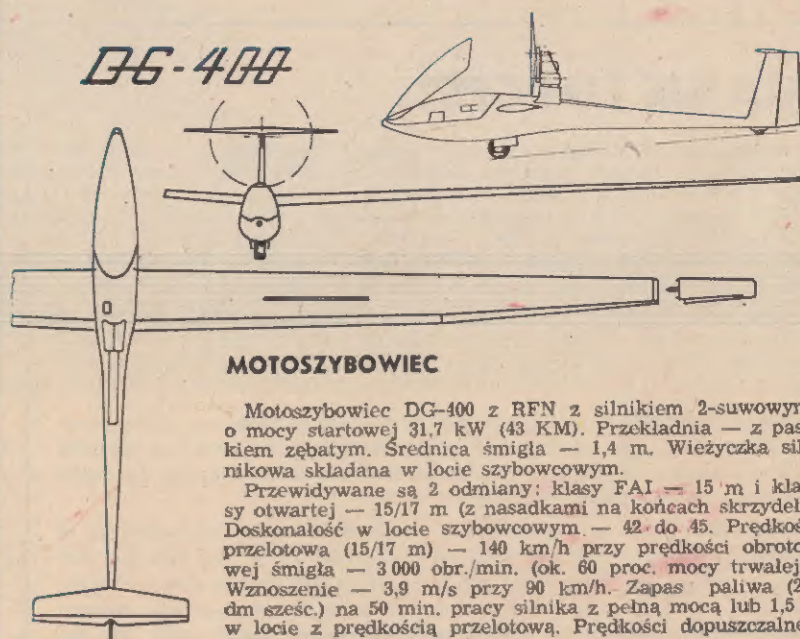 DG-400
MOTOSZYBOWIEC
Motoszybowiec DG-400 z RFN z silnikiem 2-suwowym
o mocy startowej 31,7 kW (43 KM). Przekładnia — z pas-
kiem zębatym. Średnica śmigła — 1,4 m. Wieżyczka sil-
nikowa składana w locie szybowcowym.
Przewidywane są 2 odmiany: klasy FAI — 15 m i kla-
sy otwartej — 15/17 m (z nasadkami na końcach skrzydeł
Doskonałość w locie szybowcowym — 42 do 45. Prędkoś
przelotowa (15/17 m) — 140 km/h przy prędkości obroto-
wej śmigła — 3 000 obr./min. (ok. 60 proc. mocy trwałej
Wznoszenie — 3,9 m/s przy 90 km/h. Zapas paliwa (2
dm sześc.) na 50 min. pracy silnika z pełną mocą lub 1,5
w locie z prędkością przelotową. Prędkości dopuszczalne